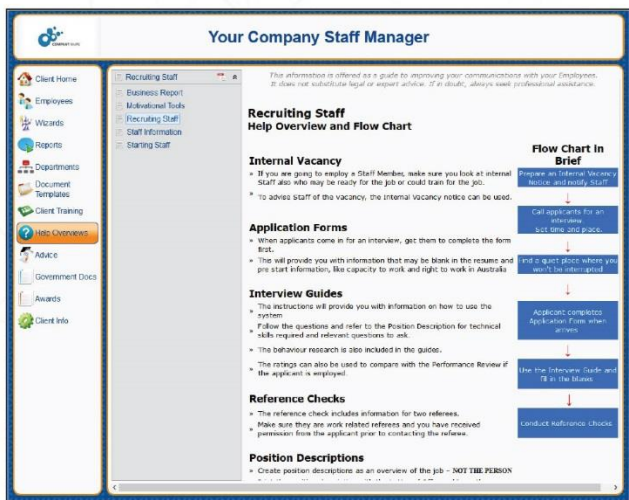 Your Company Staff Manager
Client Home
Employees
Wizards
Reports
Departments
Document
Templates
Client Training
Help Overviews
Advice
Government Docs
Awards
Client Info
Recruiting Staff
Business Report
Motivational Tools
Recruiting Staff
Staff Information
Starting Staff
This information is offered as a guide to improving your communications with your Employees.
It does not substitute legal or expert advice. If in doubt, always seek professional assistance.
Recruiting Staff
Help Overview and Flow Chart
Internal Vacancy
» If you are going to employ a Staff Member, make sure you look at internal
Staff also who may be ready for the job or could train for the job.
» To advise Staff of the vacancy, the Internal Vacancy notice can be used.
Application Forms
» When applicants come in for an interview, get them to complete the form
first.
» This will provide you with information that may be blank in the resume and
pre start information, like capacity to work and right to work in Australia
Interview Guides
» The instructions will provide you with information on how to use the
system
» Follow the questions and refer to the Position Description for technical
skills required and relevant questions to ask.
» The behaviour research is also included in the guides.
» The ratings can also be used to compare with the Performance Review if
the applicant is employed.
Reference Checks
» The reference check includes information for two referees.
» Make sure they are work related referees and you have received
permission from the applicant prior to contacting the referee.
Position Descriptions
» Create position descriptions as an overview of the job - NOT THE PERSON
Flow Chart in
Brief
Prepare an Internal Vacancy
Notice and notify Staff
Call applicants for an
interview.
Set time and place.
Find a quiet place where you
won't be interrupted
Applicant completes
Application Form when
arrives
Use the Interview Guide and
fill in the blanks
Conduct Reference Checks